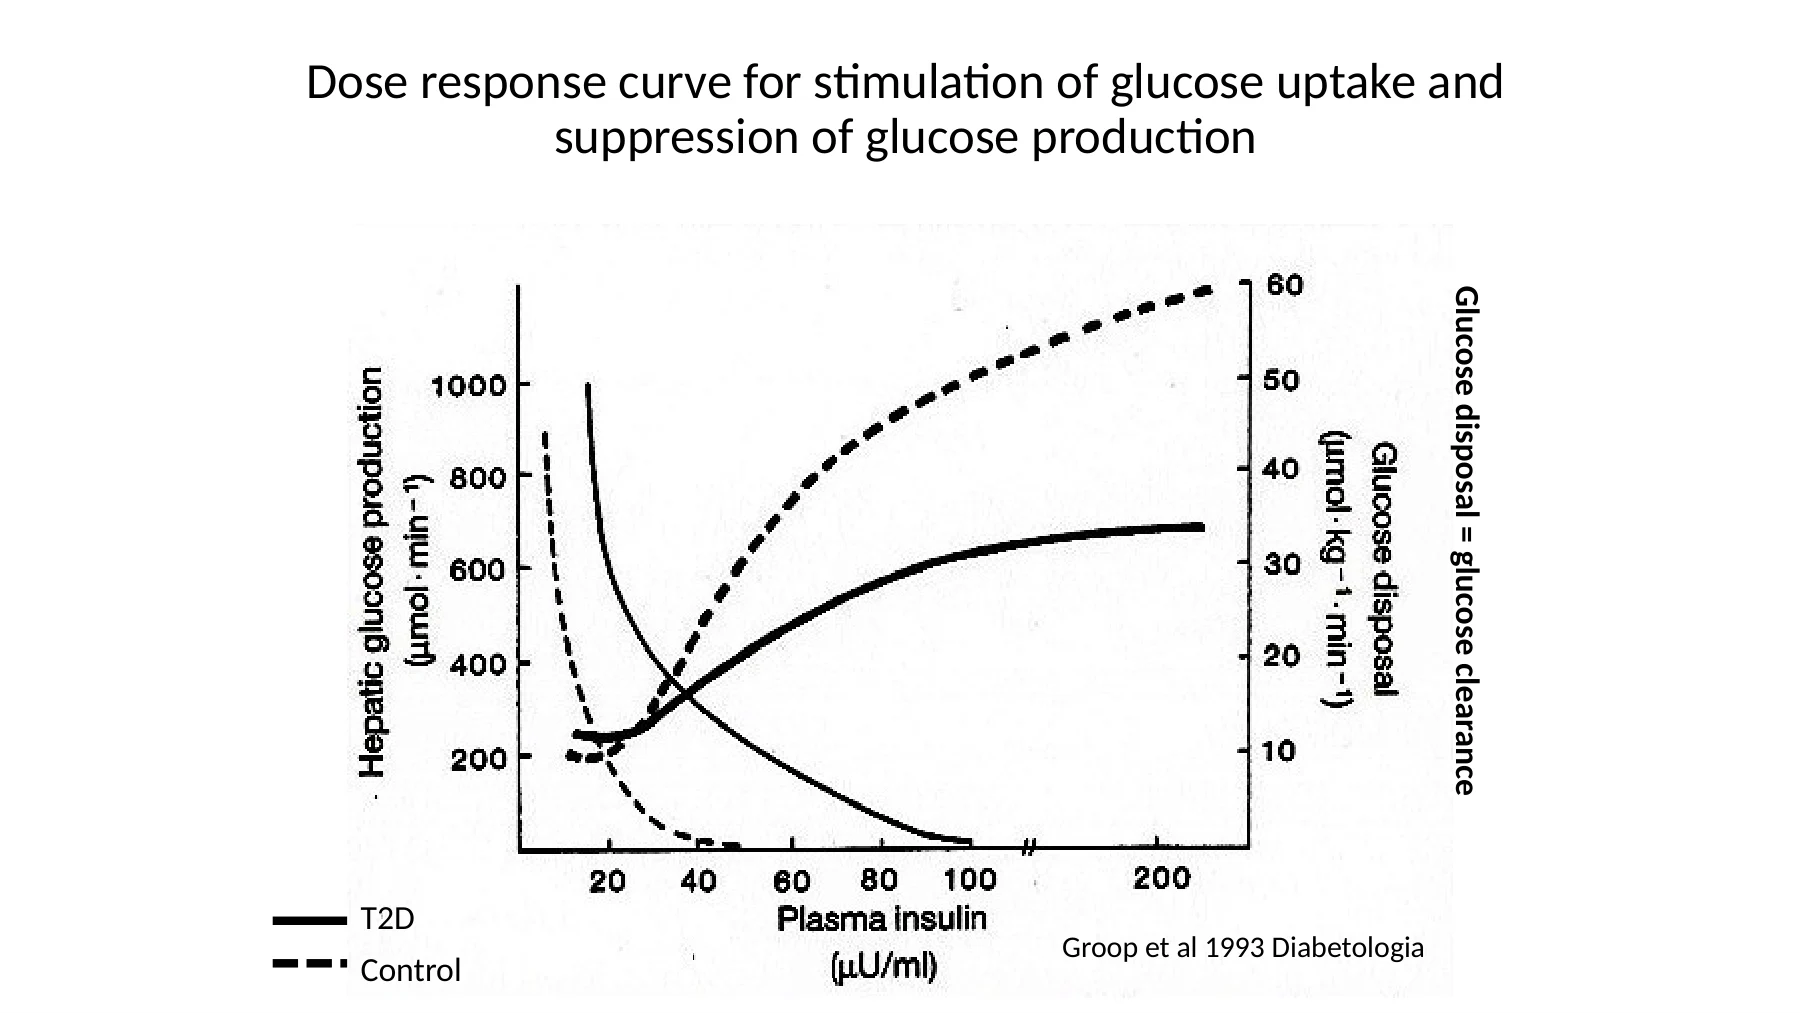 Dose response curve for stimulation of glucose uptake and
suppression of glucose production
Hepatic glucose production
(µmol·min⁻¹)
1000
800
600
400
200
60
50
40
30
20
10
Glucose disposal
(µmol·kg⁻¹·min⁻¹)
Glucose disposal = glucose clearance
20 40 60 80 100 200
Plasma insulin
(µU/ml)
T2D
Control
Groop et al 1993 Diabetologia